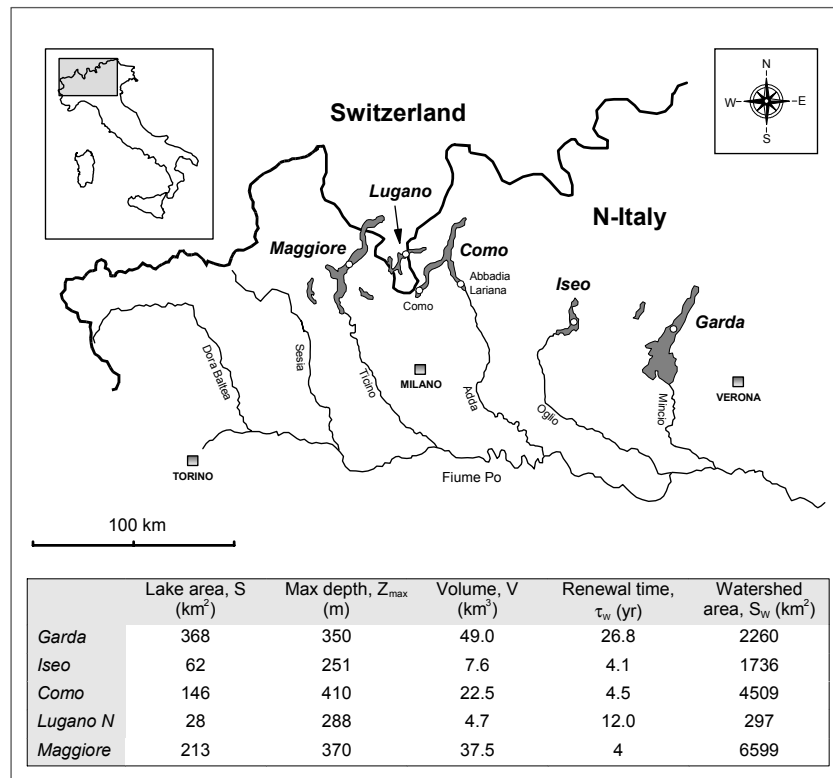 N
W
E
S
Switzerland
Lugano
N-Italy
Maggiore
Como
Abbadia
Lariana
Como
Iseo
Garda
Dora Baltea
Sesia
Ticino
MILANO
Adda
Oglio
Mincio
VERONA
TORINO
Fiume Po
100 km
Lake area, S (km²) Max depth, Zmax (m) Volume, V (km³) Renewal time, τw (yr) Watershed area, Sw (km²)
Garda 368 350 49.0 26.8 2260
Iseo 62 251 7.6 4.1 1736
Como 146 410 22.5 4.5 4509
Lugano N 28 288 4.7 12.0 297
Maggiore 213 370 37.5 4 6599